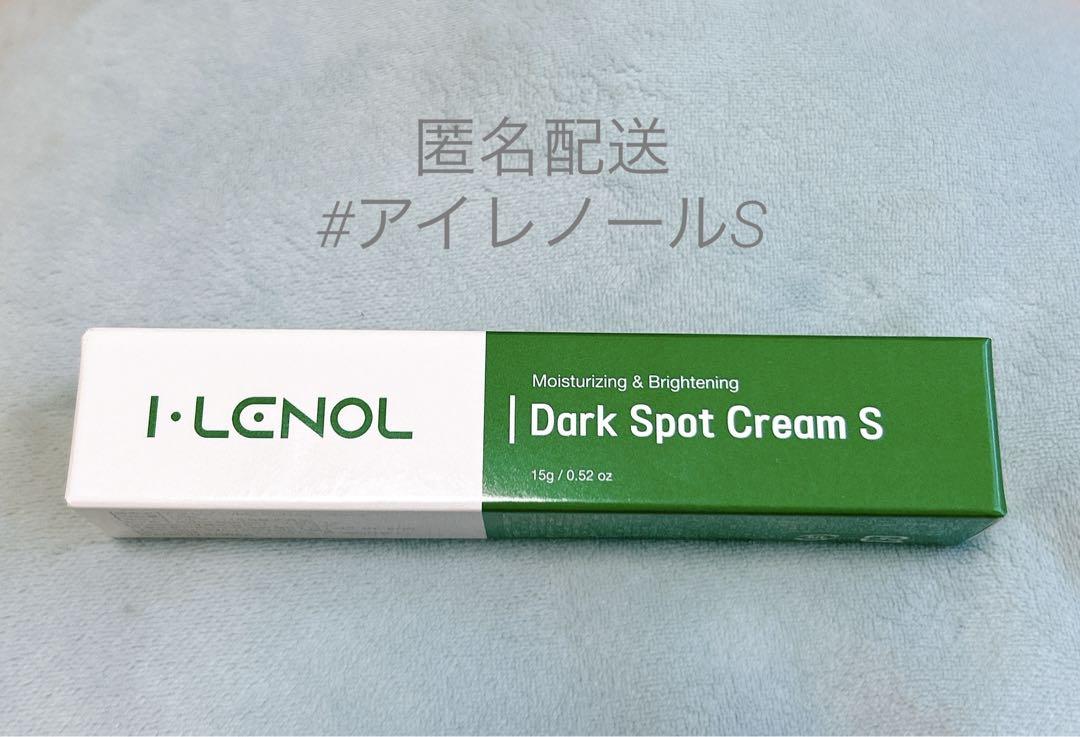 匿名配送
#アイレノールS
I·LENOL
Moisturizing & Brightening
Dark Spot Cream S
15g / 0.52 oz